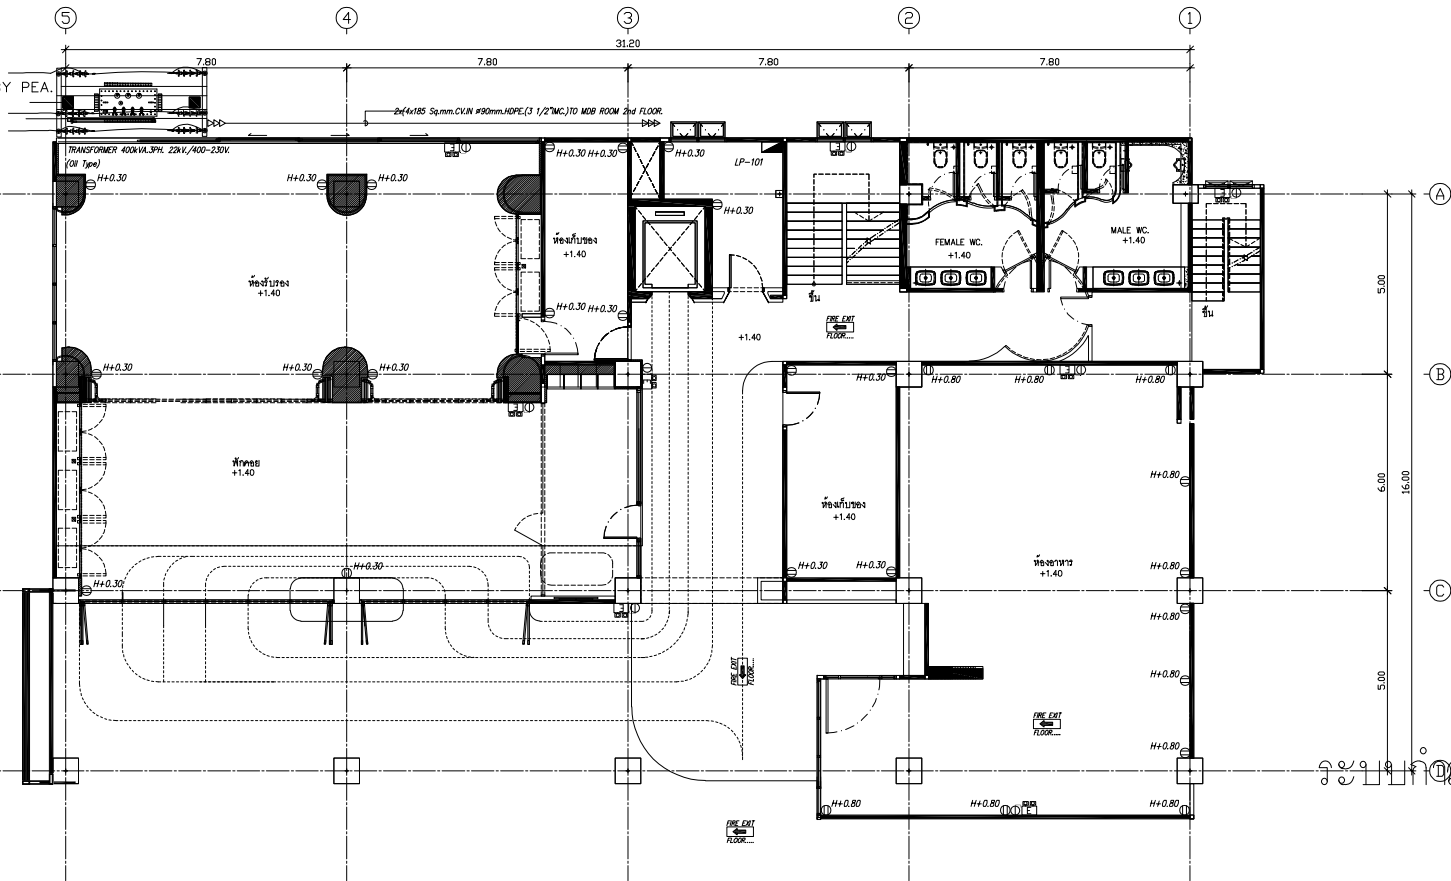 5
4
3
2
1
31.20
7.80
7.80
7.80
7.80
BY PEA.
2x(4x185 Sq.mm.CV.IN ø90mm.HDPE.(3 1/2"IMC.)TO MDB ROOM 2nd FLOOR.
TRANSFORMER 400kVA.3PH. 22kV./400-230V.
(Oil Type)
H+0.30 H+0.30
H+0.30
LP-101
H+0.30
H+0.30
H+0.30
A
H+0.30
FEMALE WC.
+1.40
MALE WC.
+1.40
ห้องเก็บของ
+1.40
ห้องรับรอง
+1.40
5.00
H+0.30 H+0.30
ขึ้น
ขึ้น
FIRE EXIT
FLOOR....
+1.40
H+0.30
H+0.30
H+0.30
H+0.30
H+0.80
H+0.80
H+0.80
B
พักคอย
+1.40
H+0.80
6.00
16.00
ห้องเก็บของ
+1.40
H+0.30
H+0.30
H+0.30
H+0.30
ห้องอาหาร
+1.40
H+0.80
C
H+0.80
FIRE EXIT
FLOOR....
H+0.80
5.00
FIRE EXIT
FLOOR....
H+0.80
D
H+0.80
H+0.80
H+0.80
FIRE EXIT
FLOOR....